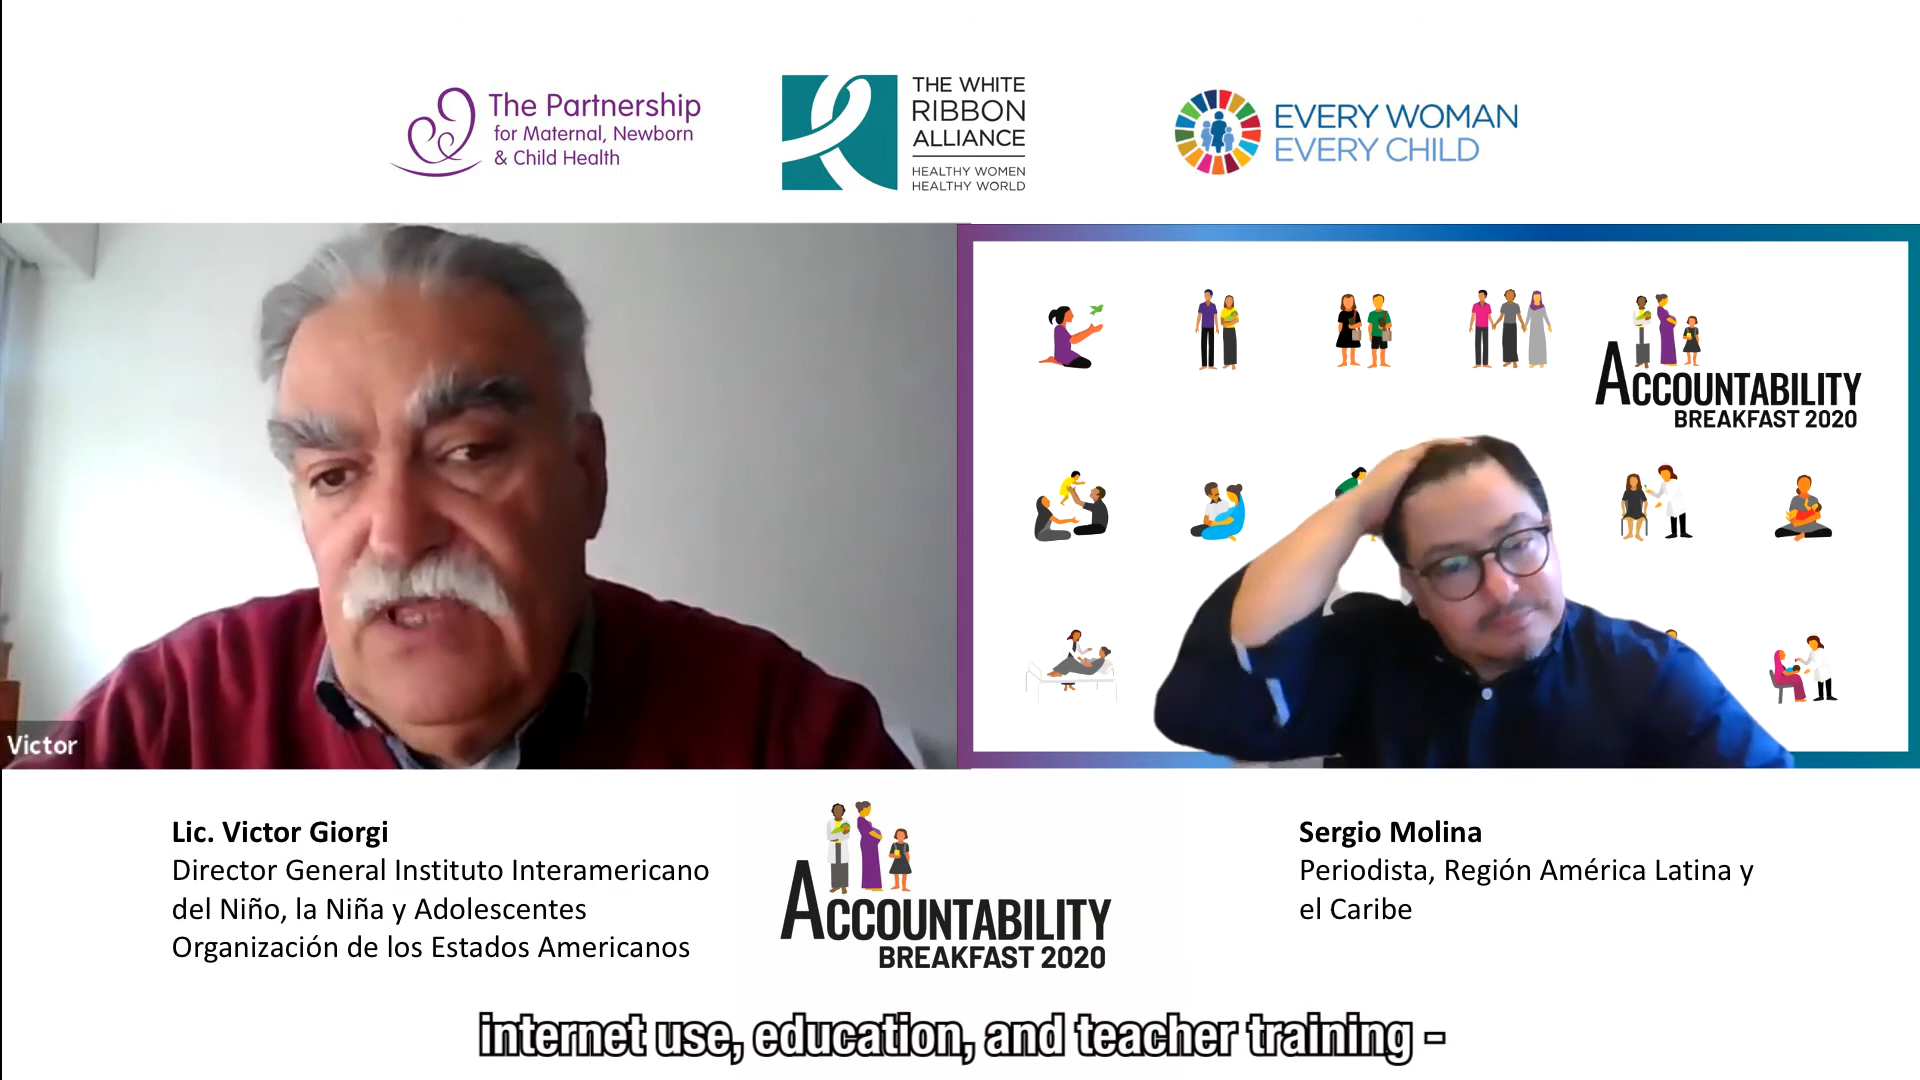 The Partnership
for Maternal, Newborn
& Child Health
THE WHITE
RIBBON
ALLIANCE
HEALTHY WOMEN
HEALTHY WORLD
EVERY WOMAN
EVERY CHILD
ACCOUNTABILITY
BREAKFAST 2020
Victor
Lic. Victor Giorgi
Director General Instituto Interamericano
del Niño, la Niña y Adolescentes
Organización de los Estados Americanos
ACCOUNTABILITY
BREAKFAST 2020
Sergio Molina
Periodista, Región América Latina y
el Caribe
internet use, education, and teacher training -